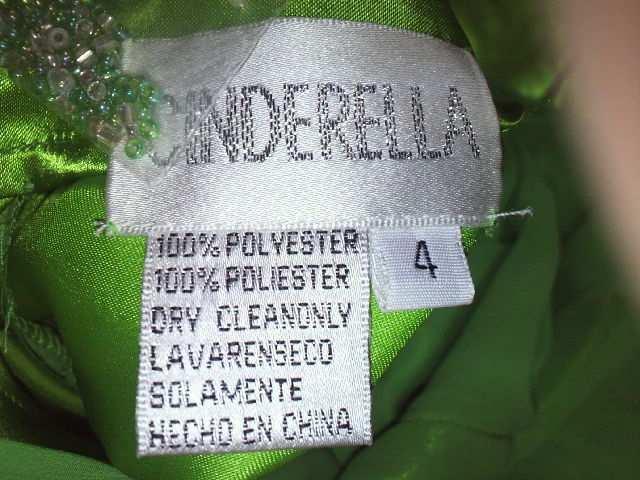 CINDERELLA
100% POLYESTER
4
100% POLIESTER
DRY CLEANONLY
LAVARENSECO
SOLAMENTE
HECHO EN CHINA